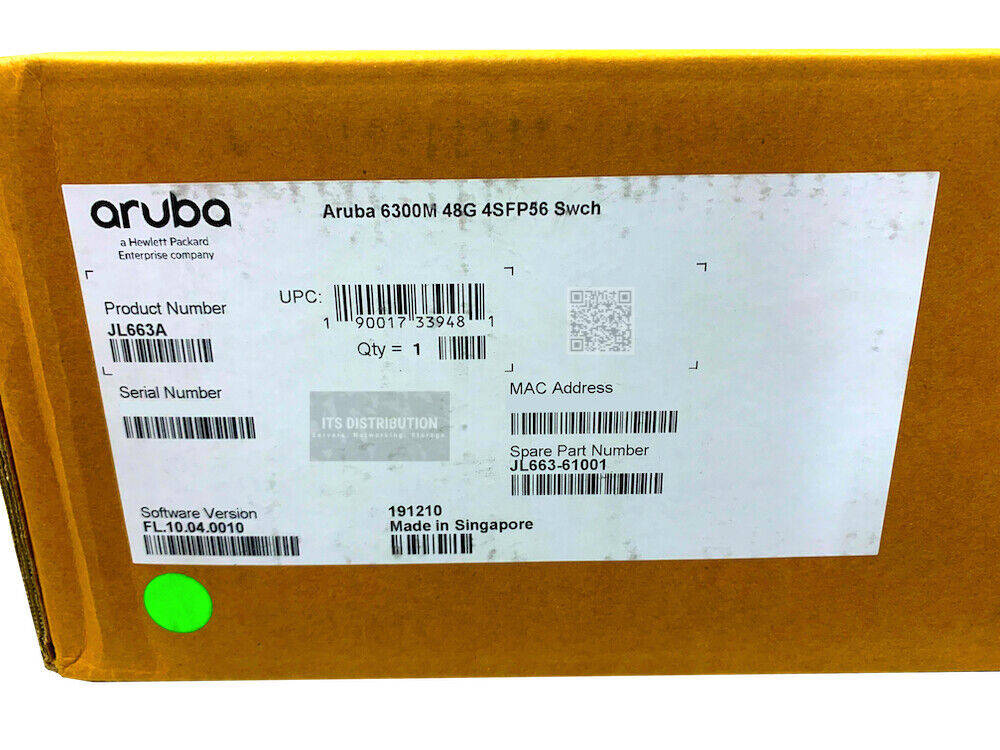 aruba
a Hewlett Packard
Enterprise company
Aruba 6300M 48G 4SFP56 Swch
Product Number
JL663A
UPC:
1 90017 33948 1
Qty = 1
Serial Number
ITS DISTRIBUTION
Servers, Networking, Storage
MAC Address
Spare Part Number
JL663-61001
Software Version
FL.10.04.0010
191210
Made in Singapore